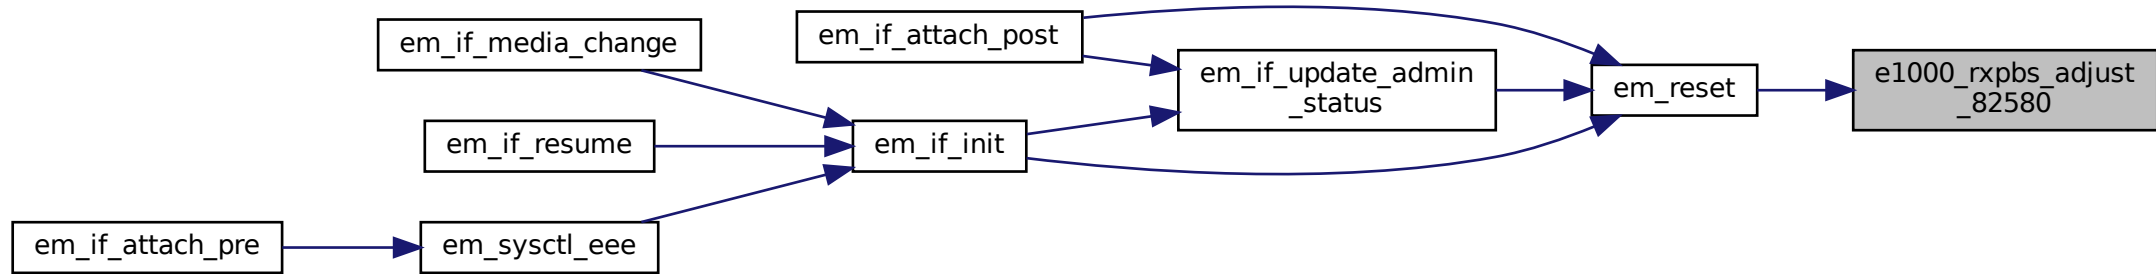 em_if_media_change
em_if_attach_post
em_if_update_admin
_status
em_reset
e1000_rxpbs_adjust
_82580
em_if_resume
em_if_init
em_if_attach_pre
em_sysctl_eee